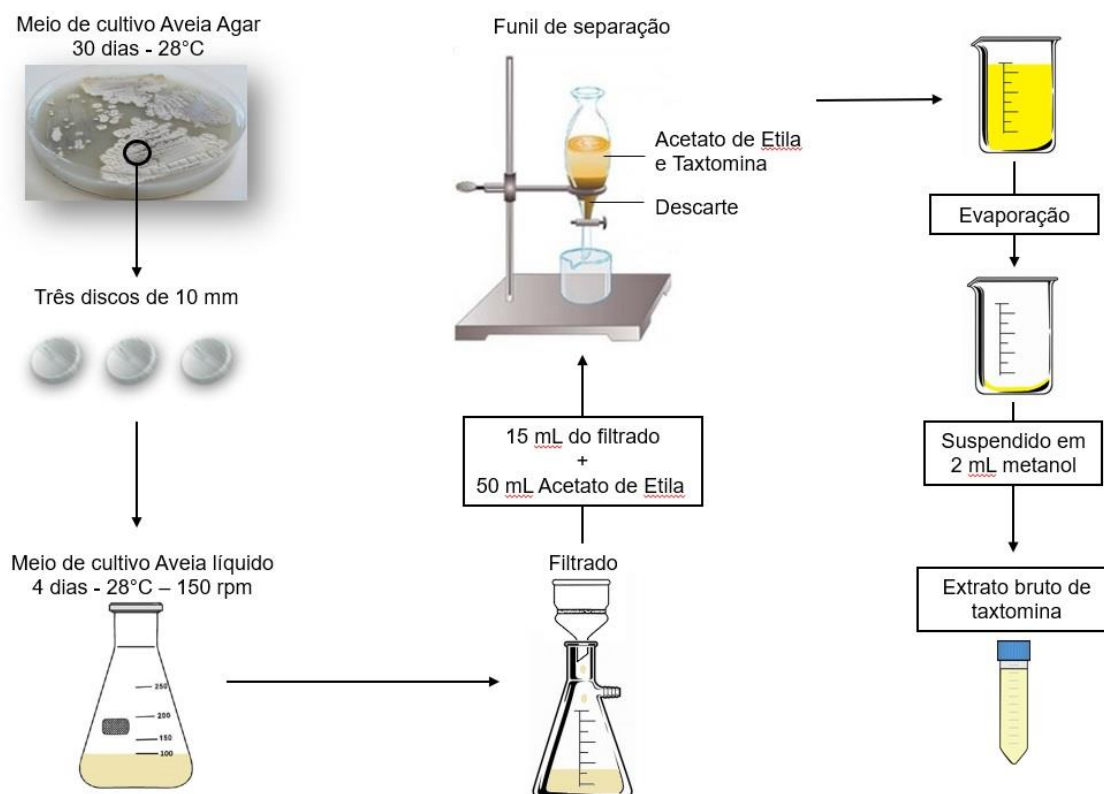 Meio de cultivo Aveia Agar
30 dias - 28°C
Três discos de 10 mm
Meio de cultivo Aveia líquido
4 dias - 28°C – 150 rpm
250
200
150
100
Filtrado
15 mL do filtrado
+
50 mL Acetato de Etila
Funil de separação
Acetato de Etila
e Taxtomina
Descarte
Evaporação
Suspendido em
2 mL metanol
Extrato bruto de
taxtomina